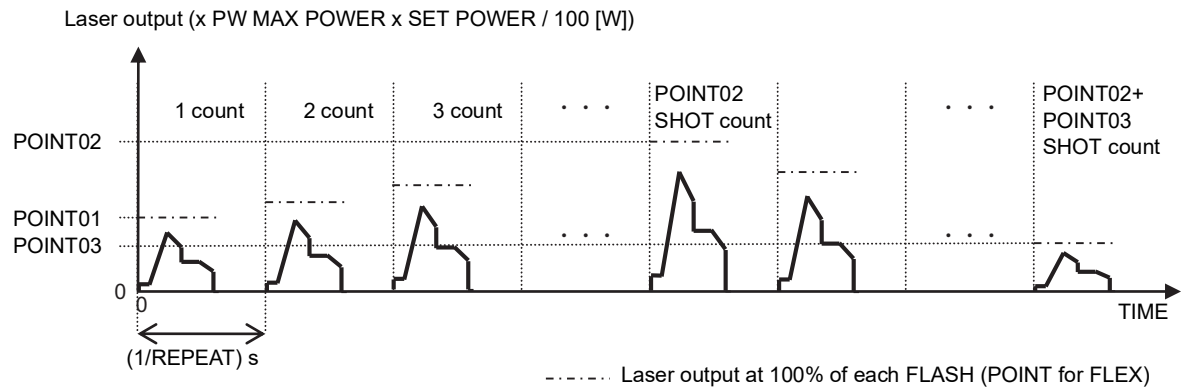 Laser output (x PW MAX POWER x SET POWER / 100 [W])
1 count
2 count
3 count
. . .
POINT02
SHOT count
. . .
POINT02+
POINT03
SHOT count
POINT02
POINT01
POINT03
. . .
. . .
0
0
TIME
(1/REPEAT) s
Laser output at 100% of each FLASH (POINT for FLEX)